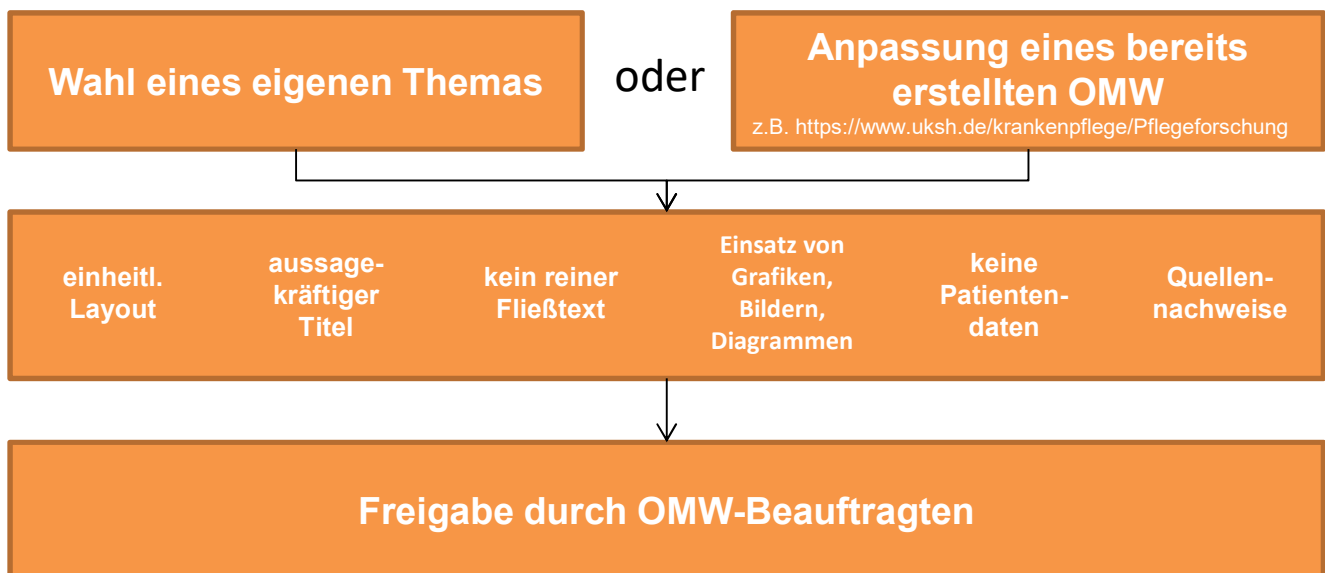 Wahl eines eigenen Themas
oder
Anpassung eines bereits
erstellten OMW
z.B. https://www.uksh.de/krankenpflege/Pflegeforschung
einheitl.
Layout
aussage-
kräftiger
Titel
kein reiner
Fließtext
Einsatz von
Grafiken,
Bildern,
Diagrammen
keine
Patienten-
daten
Quellen-
nachweise
Freigabe durch OMW-Beauftragten